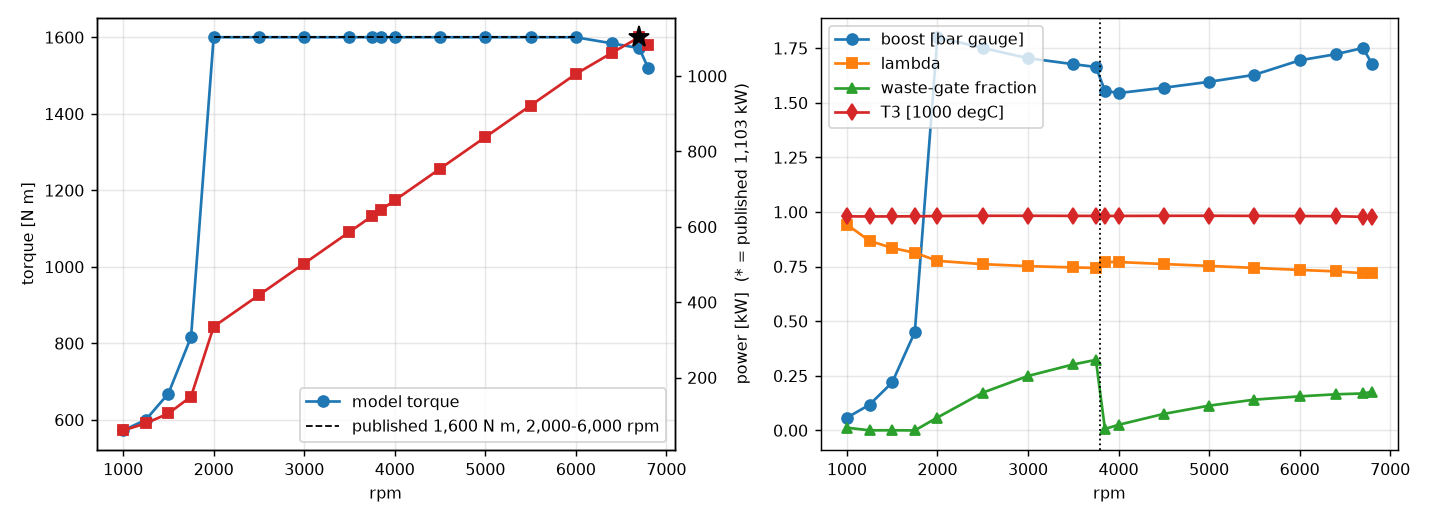 1600
1400
1200
1000
800
600
torque [N m]
1000
800
600
400
200
power [kW]  (* = published 1,103 kW)
model torque
published 1,600 N m, 2,000-6,000 rpm
1000 2000 3000 4000 5000 6000 7000
rpm
1.75
1.50
1.25
1.00
0.75
0.50
0.25
0.00
boost [bar gauge]
lambda
waste-gate fraction
T3 [1000 degC]
1000 2000 3000 4000 5000 6000 7000
rpm